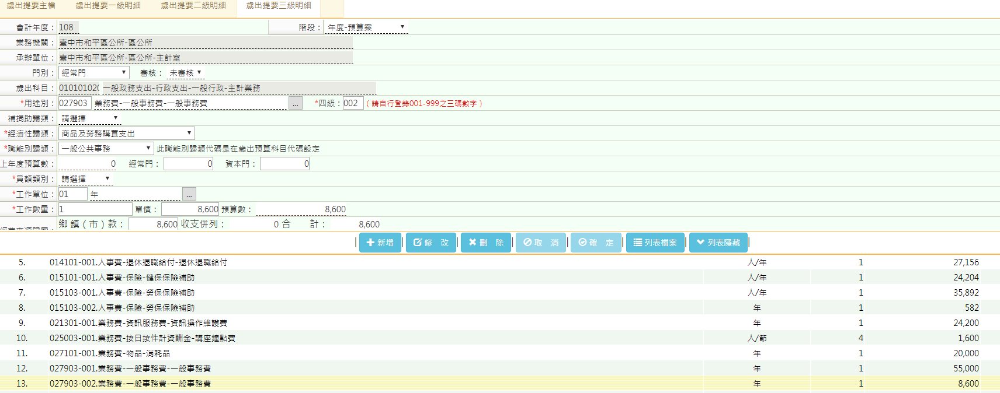 歲出提要主檔 歲出提要一級明細 歲出提要二級明細 歲出提要三級明細
會計年度： 108 階段： 年度-預算案
業務機關： 臺中市和平區公所-區公所
承辦單位： 臺中市和平區公所-區公所-主計室
門別： 經常門 審核： 未審核
歲出科目： 010101020 一般政務支出-行政支出-一般行政-主計業務
*用途別： 027903 業務費-一般事務費-一般事務費 ... *四級： 002 ( 請自行登錄001-999之三碼數字 )
補捐助歸類： 請選擇
*經濟性歸類： 商品及勞務購買支出
*職能別歸類： 一般公共事務 此職能別歸類代碼是在歲出預算科目代碼設定
上年度預算數： 0 經常門： 0 資本門： 0
*員額類別： 請選擇
*工作單位： 01 年 ...
*工作數量： 1 單價： 8,600 預算數： 8,600
鄉鎮(市)款： 8,600 收支併列： 0 合 計： 8,600
新增 修 改 刪 除 取 消 確 定 列表檔案 列表隱藏
5. 014101-001.人事費-退休退職給付-退休退職給付 人/年 1 27,156
6. 015101-001.人事費-保險-健保保險補助 人/年 1 24,204
7. 015103-001.人事費-保險-勞保保險補助 人/年 1 35,892
8. 015103-002.人事費-保險-勞保保險補助 年 1 582
9. 021301-001.業務費-資訊服務費-資訊操作維護費 年 1 24,200
10. 025003-001.業務費-按日按件計資酬金-講座鐘點費 人/節 4 1,600
11. 027101-001.業務費-物品-消耗品 年 1 20,000
12. 027903-001.業務費-一般事務費-一般事務費 年 1 55,000
13. 027903-002.業務費-一般事務費-一般事務費 年 1 8,600